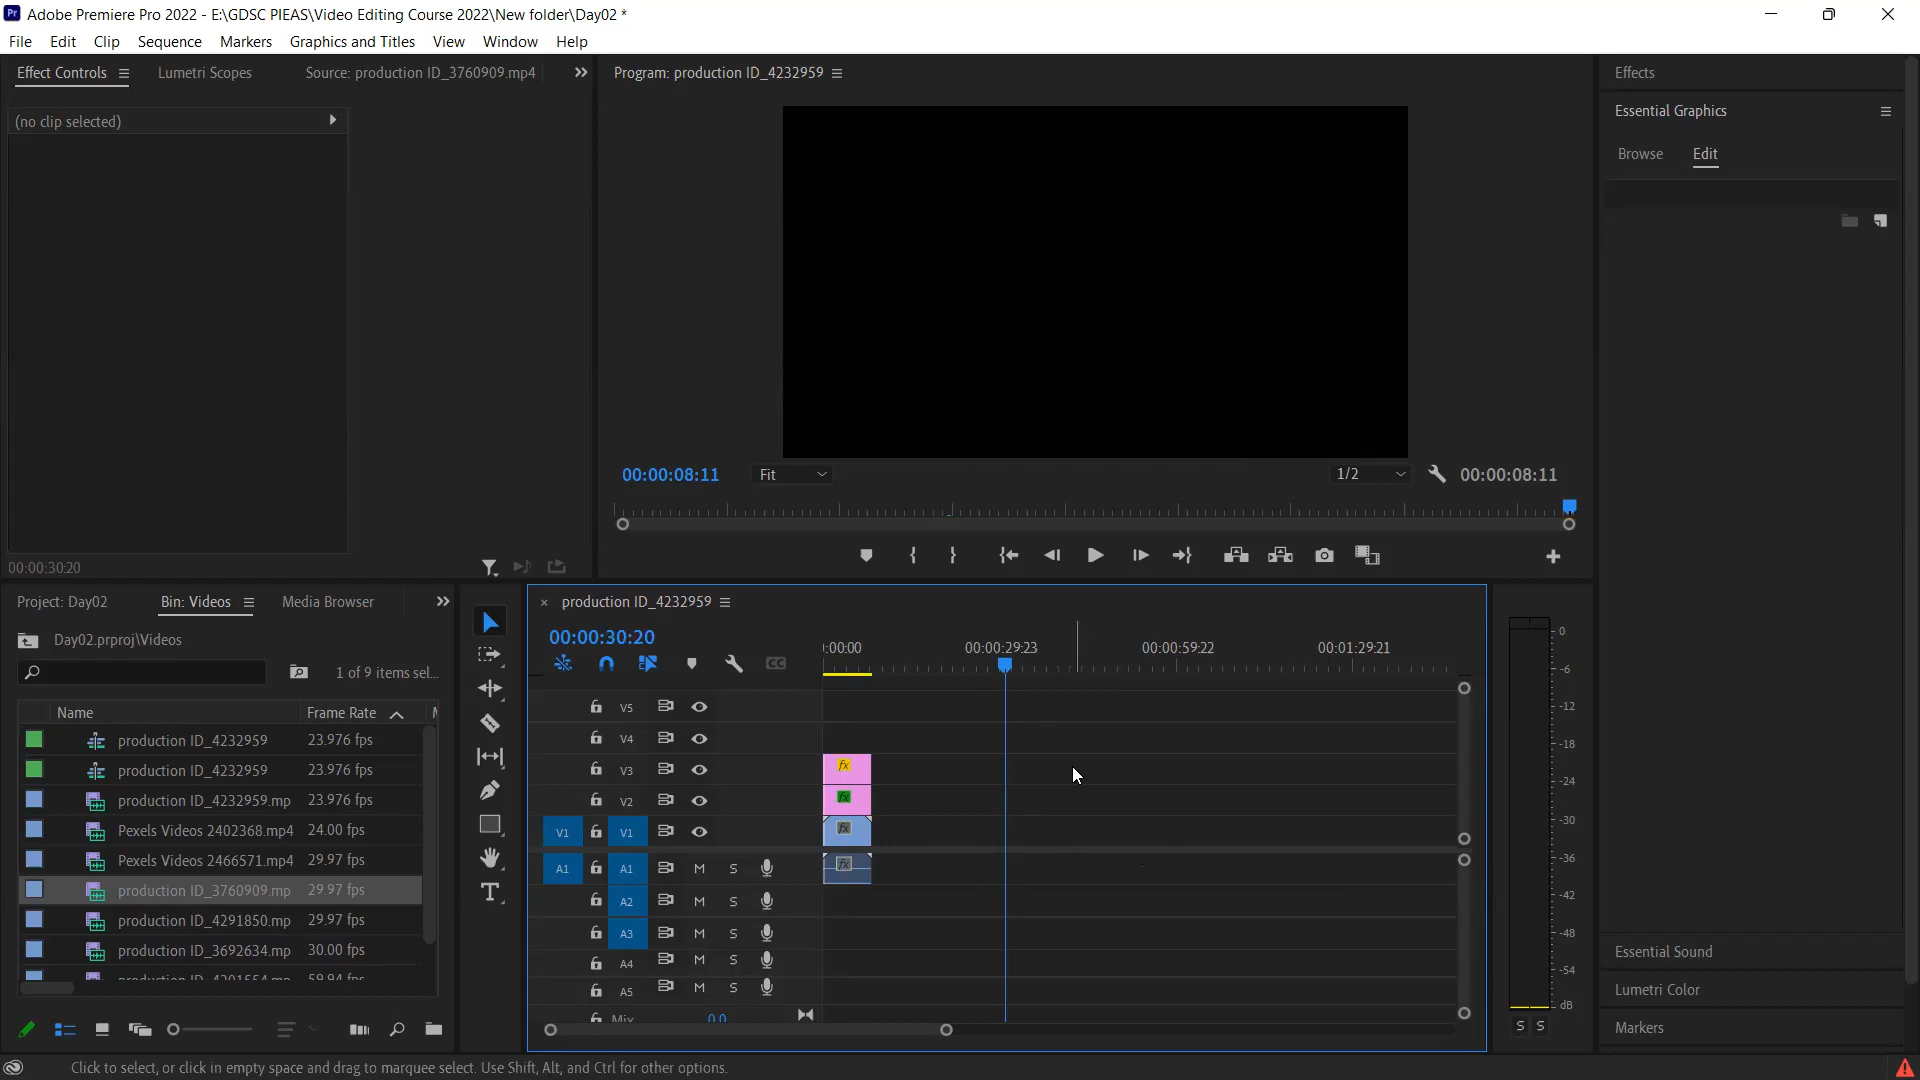 Adobe Premiere Pro 2022 - E:\GDSC PIEAS\Video Editing Course 2022\New folder\Day02 *
File Edit Clip Sequence Markers Graphics and Titles View Window Help
Effect Controls Lumetri Scopes Source: production ID_3760909.mp4
Program: production ID_4232959
Effects
Essential Graphics
Browse Edit
(no clip selected)
00:00:08:11 Fit 1/2 00:00:08:11
00:00:30:20
Project: Day02 Bin: Videos Media Browser
Day02.prproj\Videos
1 of 9 items sel...
Name Frame Rate
production ID_4232959 23.976 fps
production ID_4232959 23.976 fps
production ID_4232959.mp 23.976 fps
Pexels Videos 2402368.mp4 24.00 fps
Pexels Videos 2466571.mp4 29.97 fps
production ID_3760909.mp 29.97 fps
production ID_4291850.mp 29.97 fps
production ID_3692634.mp 30.00 fps
× production ID_4232959
00:00:30:20
:00:00 00:00:29:23 00:00:59:22 00:01:29:21
V5
V4
V3 fx
V2 fx
V1 V1 fx
A1 A1 M S fx
A2 M S
A3 M S
A4 M S
A5 M S
Mix 0.0
0
-6
-12
-18
-24
-30
-36
-42
-48
-54
dB
S S
Essential Sound
Lumetri Color
Markers
Click to select, or click in empty space and drag to marquee select. Use Shift, Alt, and Ctrl for other options.